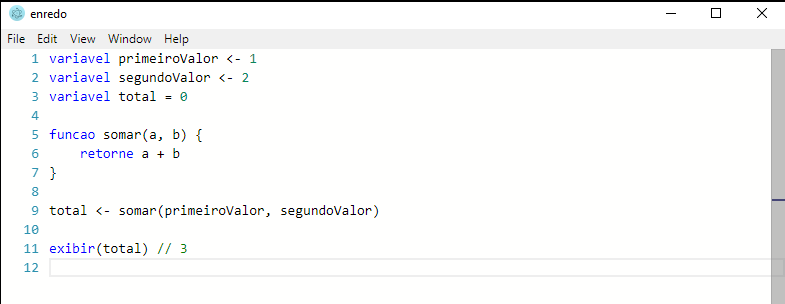 enredo
File Edit View Window Help
1 variavel primeiroValor <- 1
2 variavel segundoValor <- 2
3 variavel total = 0
4
5 funcao somar(a, b) {
6     retorne a + b
7 }
8
9 total <- somar(primeiroValor, segundoValor)
10
11 exibir(total) // 3
12